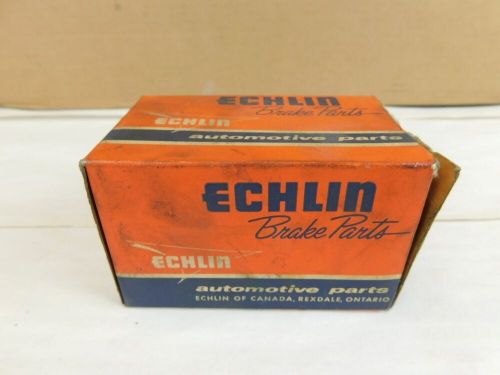 ECHLIN
Brake Parts
ECHLIN
automotive parts
ECHLIN
Brake Parts
ECHLIN
automotive parts
ECHLIN OF CANADA, REXDALE, ONTARIO